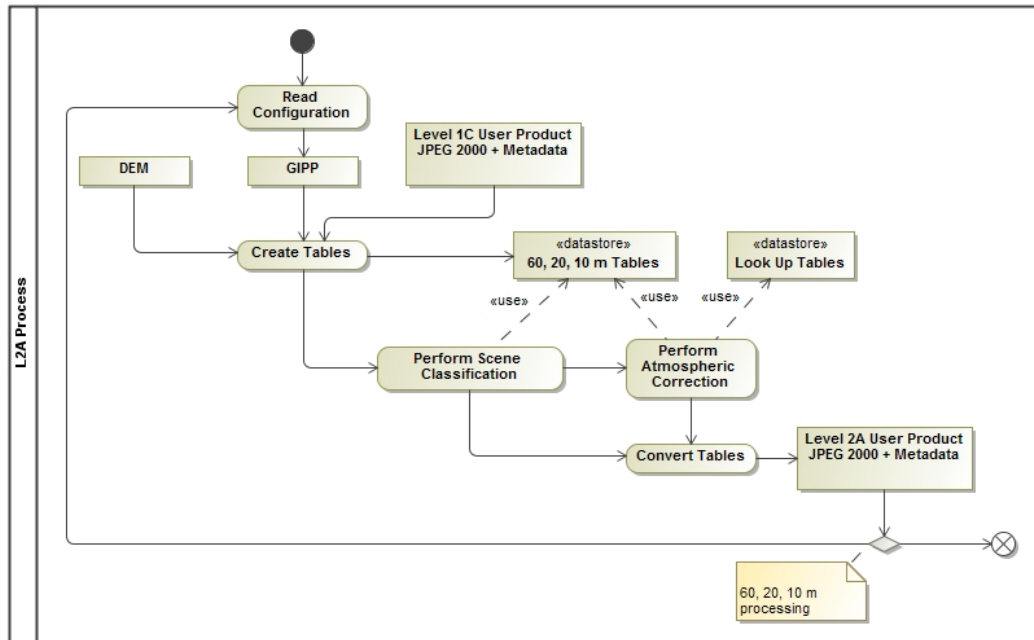 L2A Process
Read
Configuration
Level 1C User Product
JPEG 2000 + Metadata
DEM
GIPP
Create Tables
«datastore»
60, 20, 10 m Tables
«datastore»
Look Up Tables
«use»
«use»
«use»
Perform Scene
Classification
Perform
Atmospheric
Correction
Convert Tables
Level 2A User Product
JPEG 2000 + Metadata
60, 20, 10 m
processing